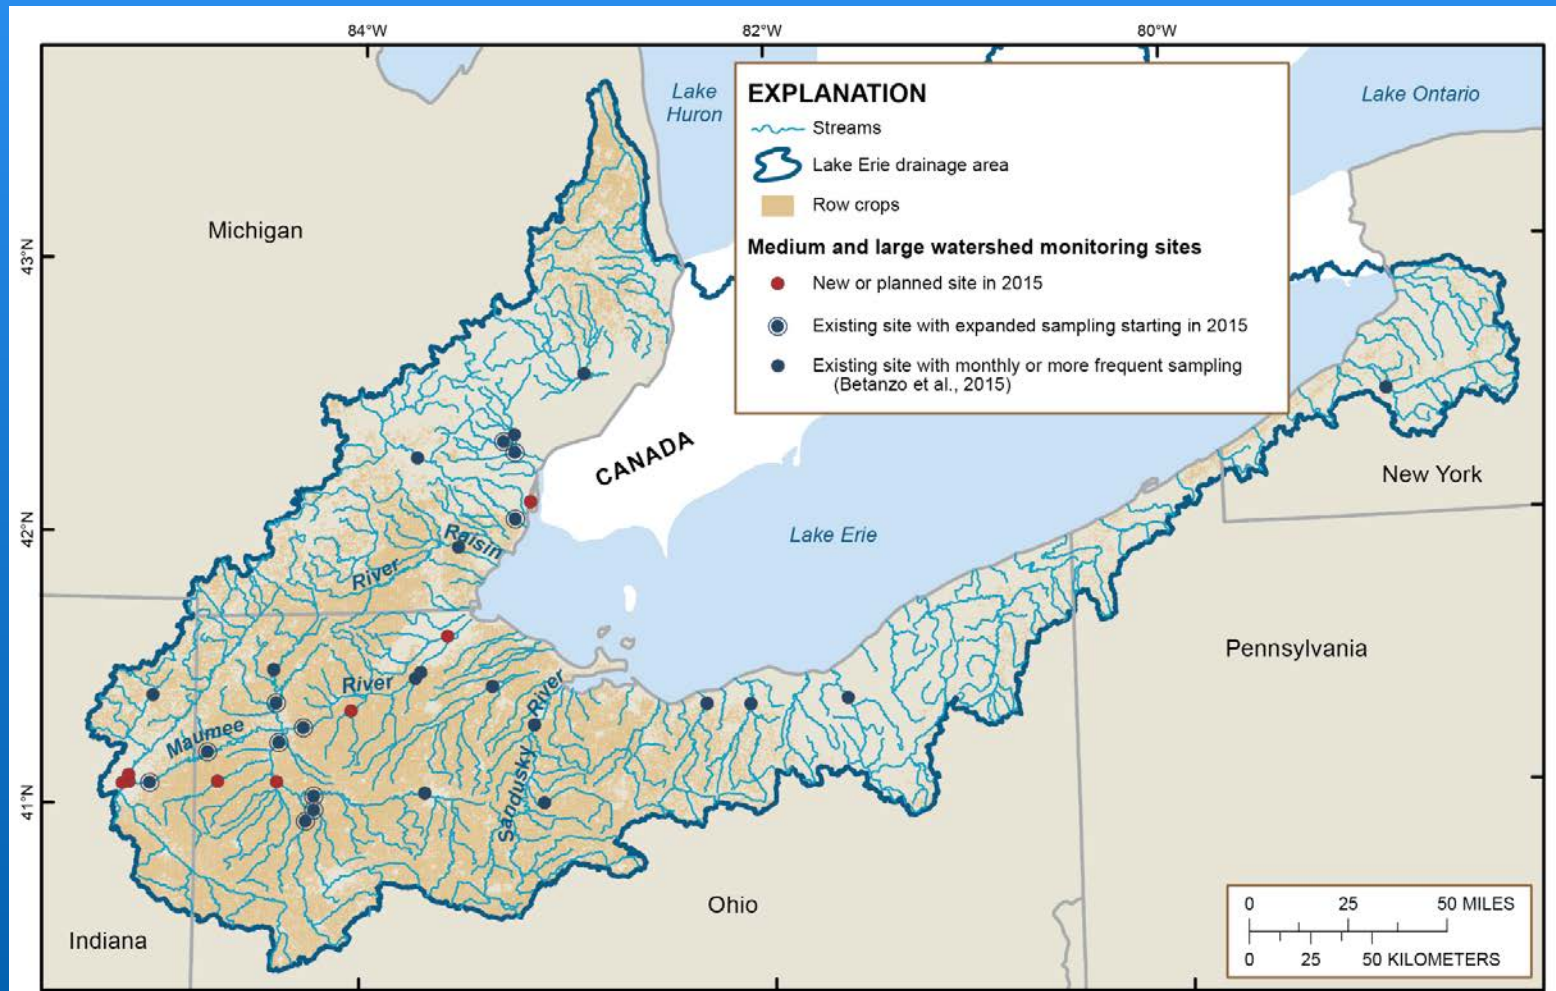 84°W
82°W
80°W
Lake
Huron
EXPLANATION
Streams
Lake Erie drainage area
Row crops
Medium and large watershed monitoring sites
New or planned site in 2015
Existing site with expanded sampling starting in 2015
Existing site with monthly or more frequent sampling
(Betanzo et al., 2015)
Lake Ontario
Michigan
43°N
CANADA
New York
42°N
Raisin
River
Lake Erie
Pennsylvania
Maumee
River
Sandusky
River
41°N
Ohio
Indiana
0 25 50 MILES
0 25 50 KILOMETERS